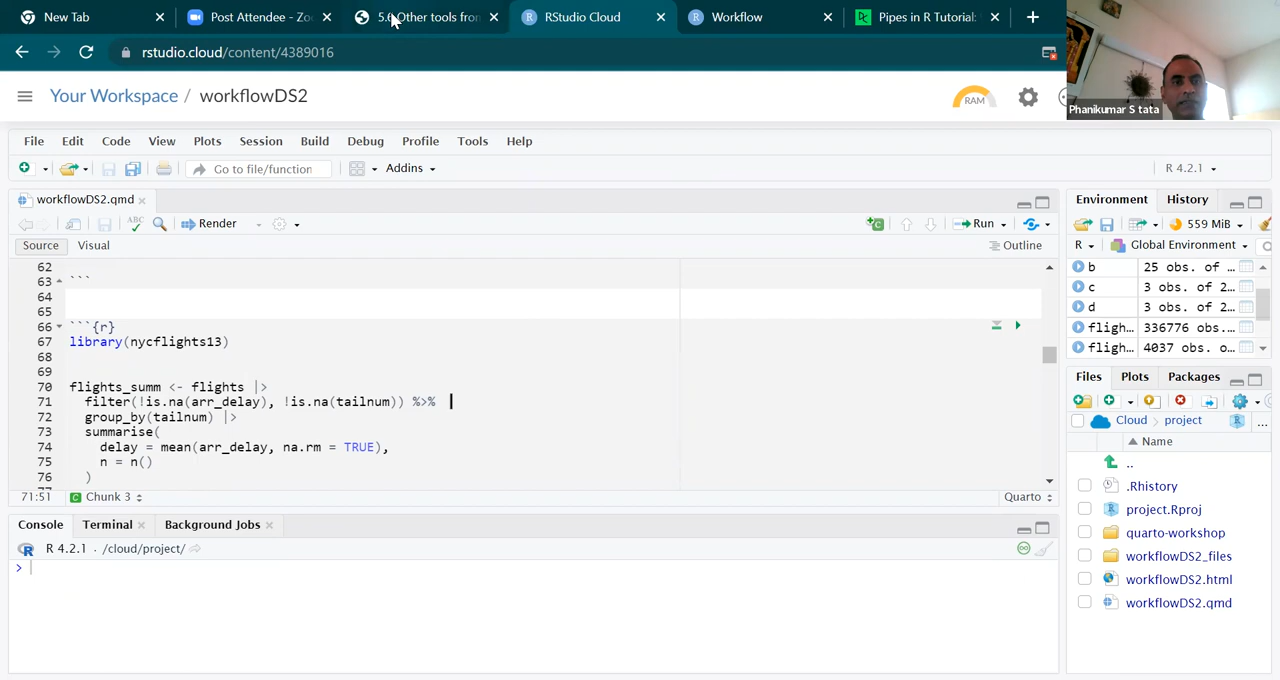 New Tab
Post Attendee - Zo
5.6 Other tools from
RStudio Cloud
Workflow
Pipes in R Tutorial:
rstudio.cloud/content/4389016
Phanikumar S tata
Your Workspace / workflowDS2
RAM
File Edit Code View Plots Session Build Debug Profile Tools Help
Go to file/function
Addins
R 4.2.1
workflowDS2.qmd
ABC
Render
Run
Source Visual
Outline
62
63 ```
64
65
66 ```{r}
67 library(nycflights13)
68
69
70 flights_summ <- flights |>
71 filter(!is.na(arr_delay), !is.na(tailnum)) %>%
72 group_by(tailnum) |>
73 summarise(
74 delay = mean(arr_delay, na.rm = TRUE),
75 n = n()
76 )
71:51 Chunk 3 Quarto
Console Terminal Background Jobs
R 4.2.1 . /cloud/project/
>
Environment History
559 MiB
R Global Environment
b 25 obs. of …
c 3 obs. of 2…
d 3 obs. of 2…
fligh… 336776 obs.…
fligh… 4037 obs. o…
Files Plots Packages
Cloud > project
...
Name
..
.Rhistory
project.Rproj
quarto-workshop
workflowDS2_files
workflowDS2.html
workflowDS2.qmd